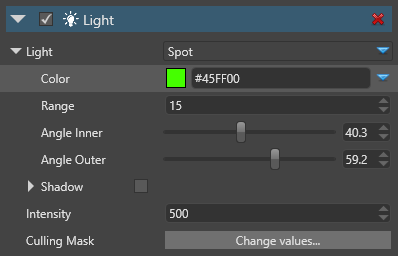 Light
Light Spot
Color #45FF00
Range 15
Angle Inner 40.3
Angle Outer 59.2
Shadow
Intensity 500
Culling Mask Change values...